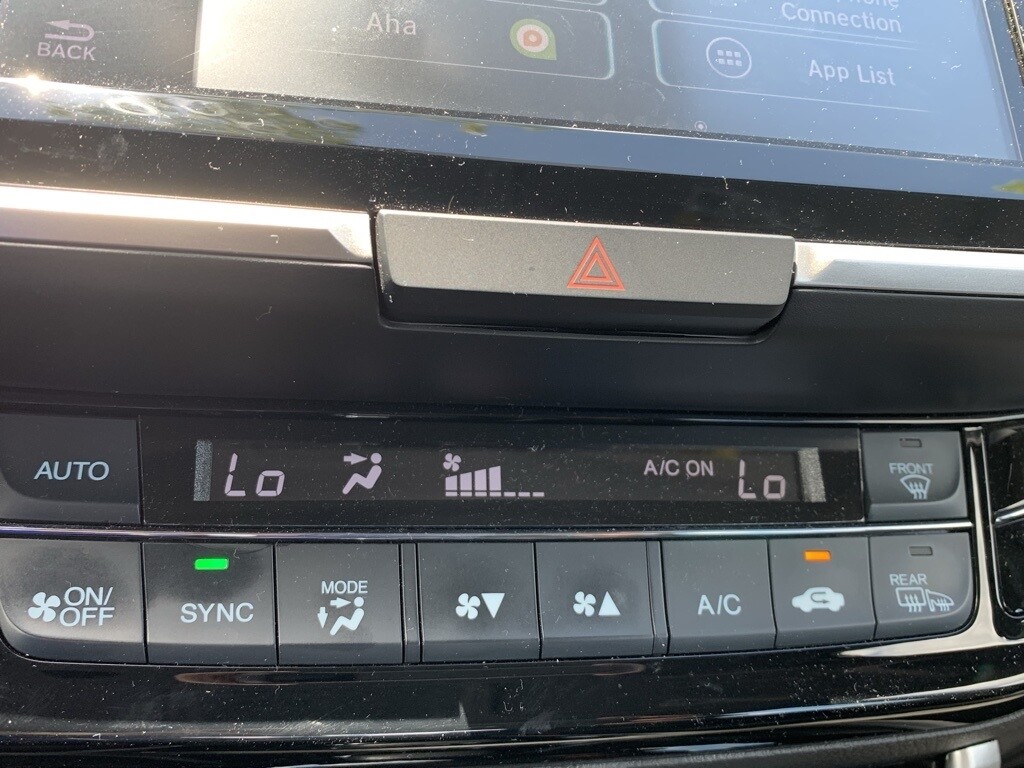 BACK
Aha
Connection
App List
AUTO
Lo
A/C ON
Lo
FRONT
ON/
OFF
SYNC
MODE
A/C
REAR